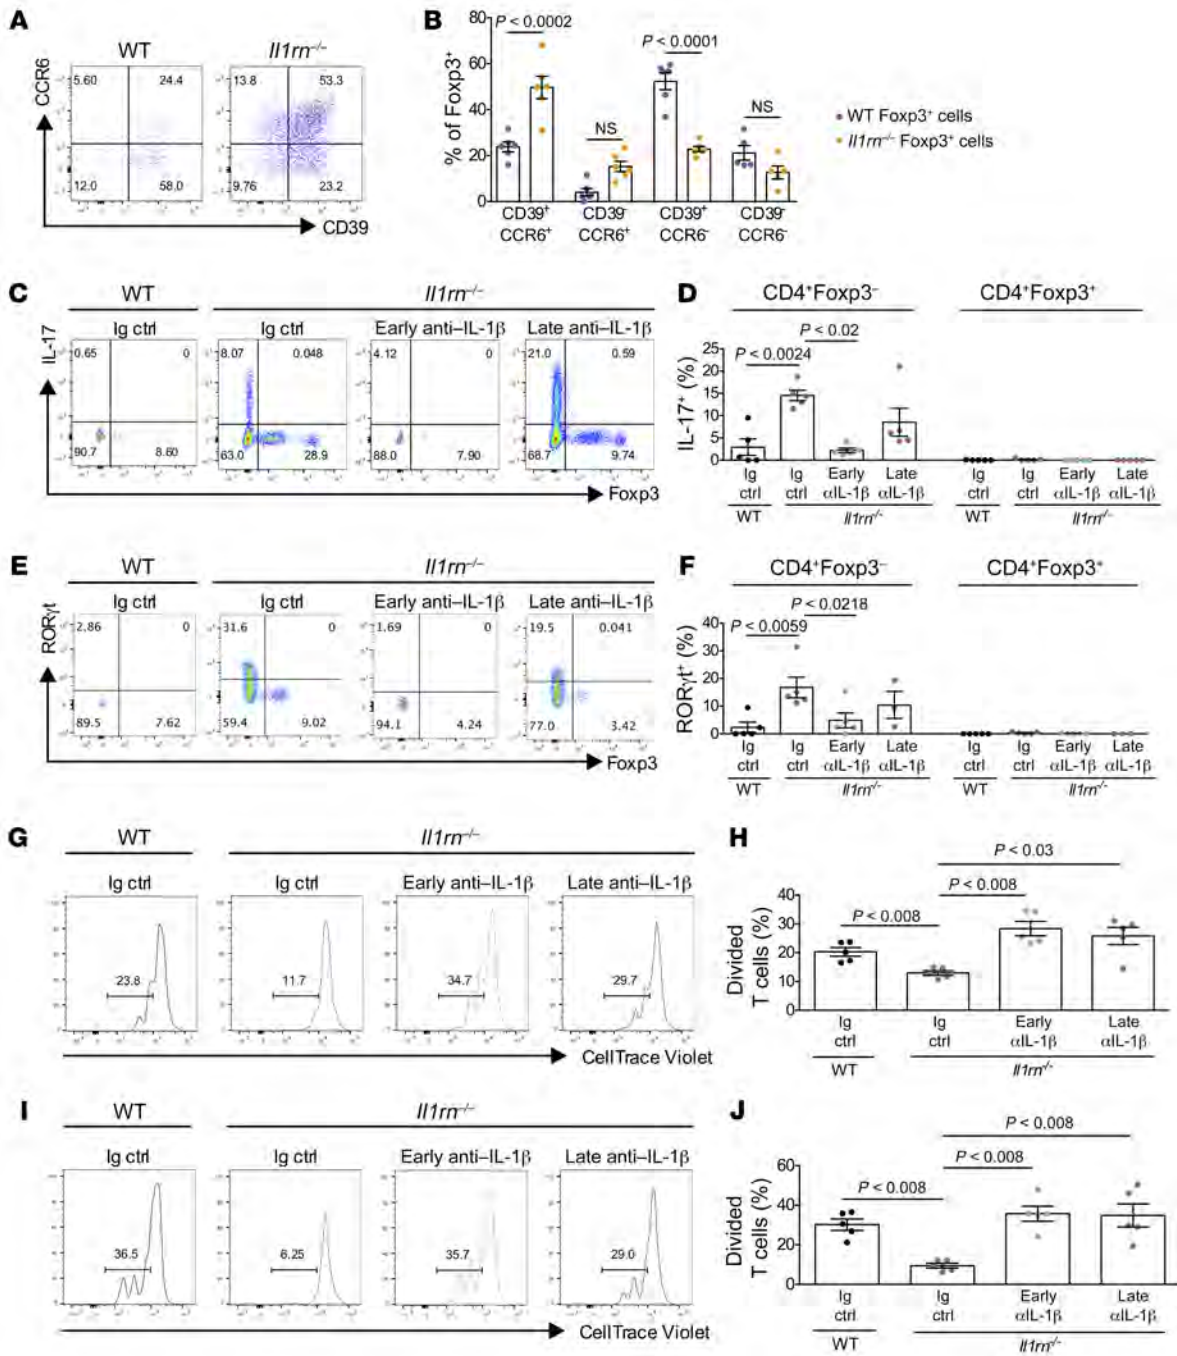 A
WT
Il1rn–/–
CCR6
5.60
24.4
13.8
53.3
12.0
58.0
9.76
23.2
CD39
B
80
60
40
20
0
% of Foxp3+
P < 0.0002
NS
P < 0.0001
NS
CD39+ CD39- CD39+ CD39-
CCR6+ CCR6+ CCR6- CCR6-
WT Foxp3+ cells
Il1rn–/– Foxp3+ cells
C
WT
Il1rn–/–
Ig ctrl
Ig ctrl
Early anti–IL-1β
Late anti–IL-1β
IL-17
0.65
0
8.07
0.048
4.12
0
21.0
0.59
90.7
8.60
63.0
28.9
88.0
7.90
68.7
9.74
Foxp3
D
CD4+Foxp3–
CD4+Foxp3+
P < 0.02
P < 0.0024
25
20
15
10
5
0
IL-17+ (%)
Ig Ig Early Late Ig Ig Early Late
ctrl ctrl αIL-1β αIL-1β ctrl ctrl αIL-1β αIL-1β
WT Il1rn-/- WT Il1rn-/-
E
WT
Il1rn–/–
Ig ctrl
Ig ctrl
Early anti–IL-1β
Late anti–IL-1β
RORγt
2.86
0
31.6
0
1.69
0
19.5
0.041
89.5
7.62
59.4
9.02
94.1
4.24
77.0
3.42
Foxp3
F
CD4+Foxp3–
CD4+Foxp3+
P < 0.0218
P < 0.0059
40
30
20
10
0
RORγt+ (%)
Ig Ig Early Late Ig Ig Early Late
ctrl ctrl αIL-1β αIL-1β ctrl ctrl αIL-1β αIL-1β
WT Il1rn-/- WT Il1rn-/-
G
WT
Il1rn–/–
Ig ctrl
Ig ctrl
Early anti–IL-1β
Late anti–IL-1β
23.8
11.7
34.7
29.7
CellTrace Violet
H
P < 0.03
P < 0.008
P < 0.008
40
30
20
10
0
Divided
T cells (%)
Ig Ig Early Late
ctrl ctrl αIL-1β αIL-1β
WT Il1rn-/-
I
WT
Il1rn–/–
Ig ctrl
Ig ctrl
Early anti–IL-1β
Late anti–IL-1β
36.5
6.25
35.7
29.0
CellTrace Violet
J
P < 0.008
P < 0.008
P < 0.008
60
40
20
0
Divided
T cells (%)
Ig Ig Early Late
ctrl ctrl αIL-1β αIL-1β
WT Il1rn-/-